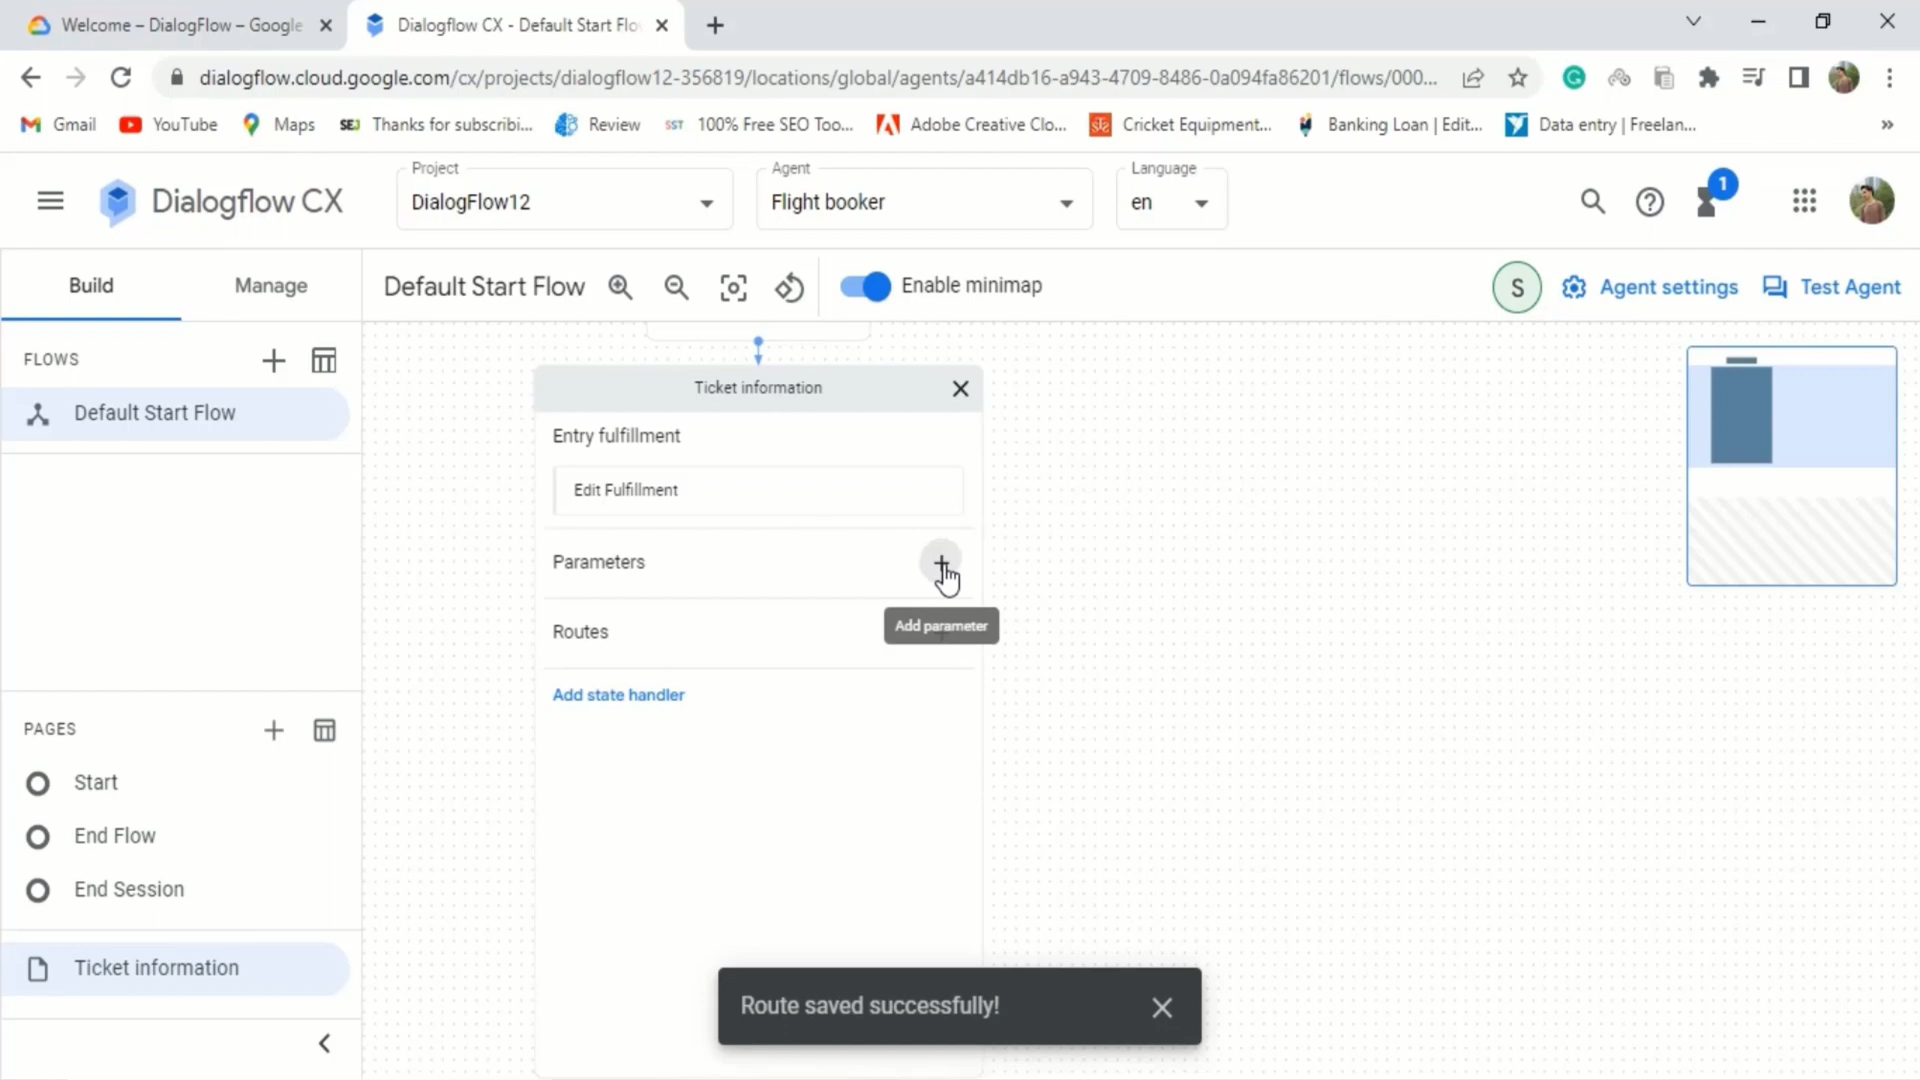 Welcome – DialogFlow – Google
Dialogflow CX - Default Start Flo
dialogflow.cloud.google.com/cx/projects/dialogflow12-356819/locations/global/agents/a414db16-a943-4709-8486-0a094fa86201/flows/000...
Gmail
YouTube
Maps
SEJ
Thanks for subscribi...
Review
SST
100% Free SEO Too...
Adobe Creative Clo...
Cricket Equipment...
Banking Loan | Edit...
Data entry | Freelan...
»
Dialogflow CX
Project
DialogFlow12
Agent
Flight booker
Language
en
1
Build
Manage
Default Start Flow
Enable minimap
S
Agent settings
Test Agent
FLOWS
Default Start Flow
Ticket information
Entry fulfillment
Edit Fulfillment
Parameters
Add parameter
Routes
Add state handler
PAGES
Start
End Flow
End Session
Ticket information
Route saved successfully!